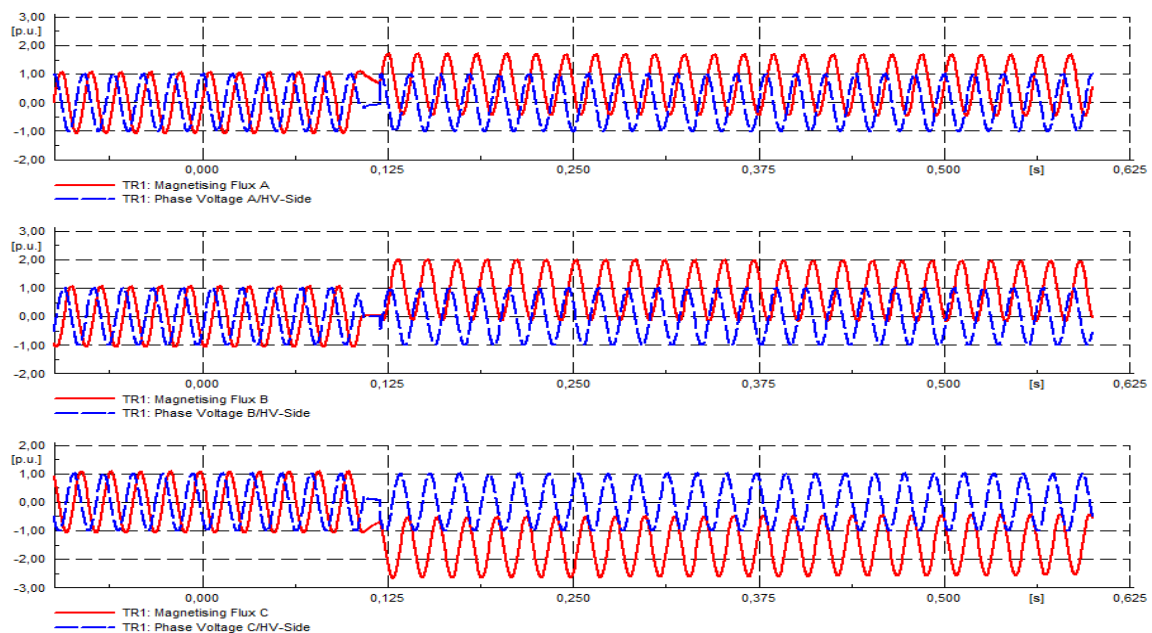 3,00
[p.u.]
2,00
1,00
0,00
-1,00
-2,00
0,000 0,125 0,250 0,375 0,500 [s] 0,625
TR1: Magnetising Flux A
TR1: Phase Voltage A/HV-Side
3,00
[p.u.]
2,00
1,00
0,00
-1,00
-2,00
0,000 0,125 0,250 0,375 0,500 [s] 0,625
TR1: Magnetising Flux B
TR1: Phase Voltage B/HV-Side
2,00
[p.u.]
1,00
0,00
-1,00
-2,00
-3,00
0,000 0,125 0,250 0,375 0,500 [s] 0,625
TR1: Magnetising Flux C
TR1: Phase Voltage C/HV-Side